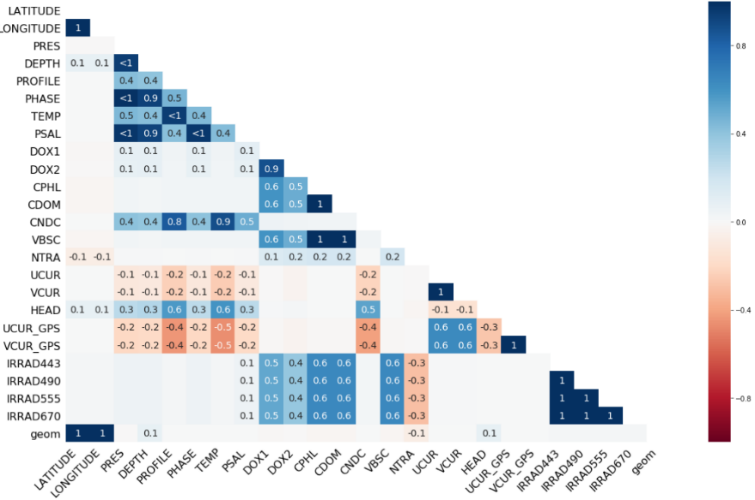 LATITUDE
LONGITUDE 1
PRES
DEPTH 0.1 0.1 <1
PROFILE 0.4 0.4
PHASE <1 0.9 0.5
TEMP 0.5 0.4 <1 0.4
PSAL <1 0.9 0.4 <1 0.4
DOX1 0.1 0.1 0.1 0.1
DOX2 0.1 0.1 0.1 0.1 0.9
CPHL 0.6 0.5
CDOM 0.6 0.5 1
CNDC 0.4 0.4 0.8 0.4 0.9 0.5
VBSC 0.6 0.5 1 1
NTRA -0.1 -0.1 0.1 0.2 0.2 0.2 0.2
UCUR -0.1 -0.1 -0.2 -0.1 -0.2 -0.1 -0.2
VCUR -0.1 -0.1 -0.2 -0.1 -0.2 -0.1 -0.2 1
HEAD 0.1 0.1 0.3 0.3 0.6 0.3 0.6 0.3 0.5 -0.1 -0.1
UCUR_GPS -0.2 -0.2 -0.4 -0.2 -0.5 -0.2 -0.4 0.6 0.6 -0.3
VCUR_GPS -0.2 -0.2 -0.4 -0.2 -0.5 -0.2 -0.4 0.6 0.6 -0.3 1
IRRAD443 0.1 0.5 0.4 0.6 0.6 0.6 -0.3
IRRAD490 0.1 0.5 0.4 0.6 0.6 0.6 -0.3 1
IRRAD555 0.1 0.5 0.4 0.6 0.6 0.6 -0.3 1 1
IRRAD670 0.1 0.5 0.4 0.6 0.6 0.6 -0.3 1 1 1
geom 1 1 0.1 -0.1 0.1
LATITUDE LONGITUDE PRES DEPTH PROFILE PHASE TEMP PSAL DOX1 DOX2 CPHL CDOM CNDC VBSC NTRA UCUR VCUR HEAD UCUR_GPS VCUR_GPS IRRAD443 IRRAD490 IRRAD555 IRRAD670 geom
0.8
0.4
0.0
-0.4
-0.8